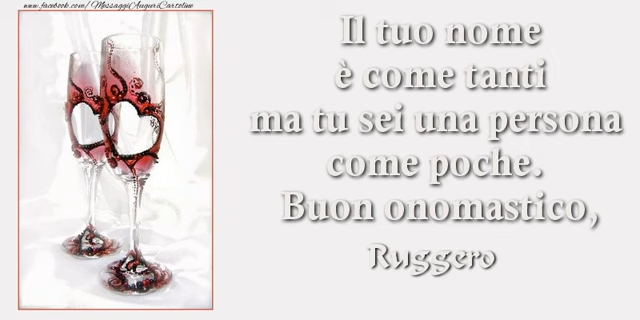 www.facebook.com/MessaggiAuguriCartoline
Il tuo nome
è come tanti
ma tu sei una persona
come poche.
Buon onomastico,
Ruggero